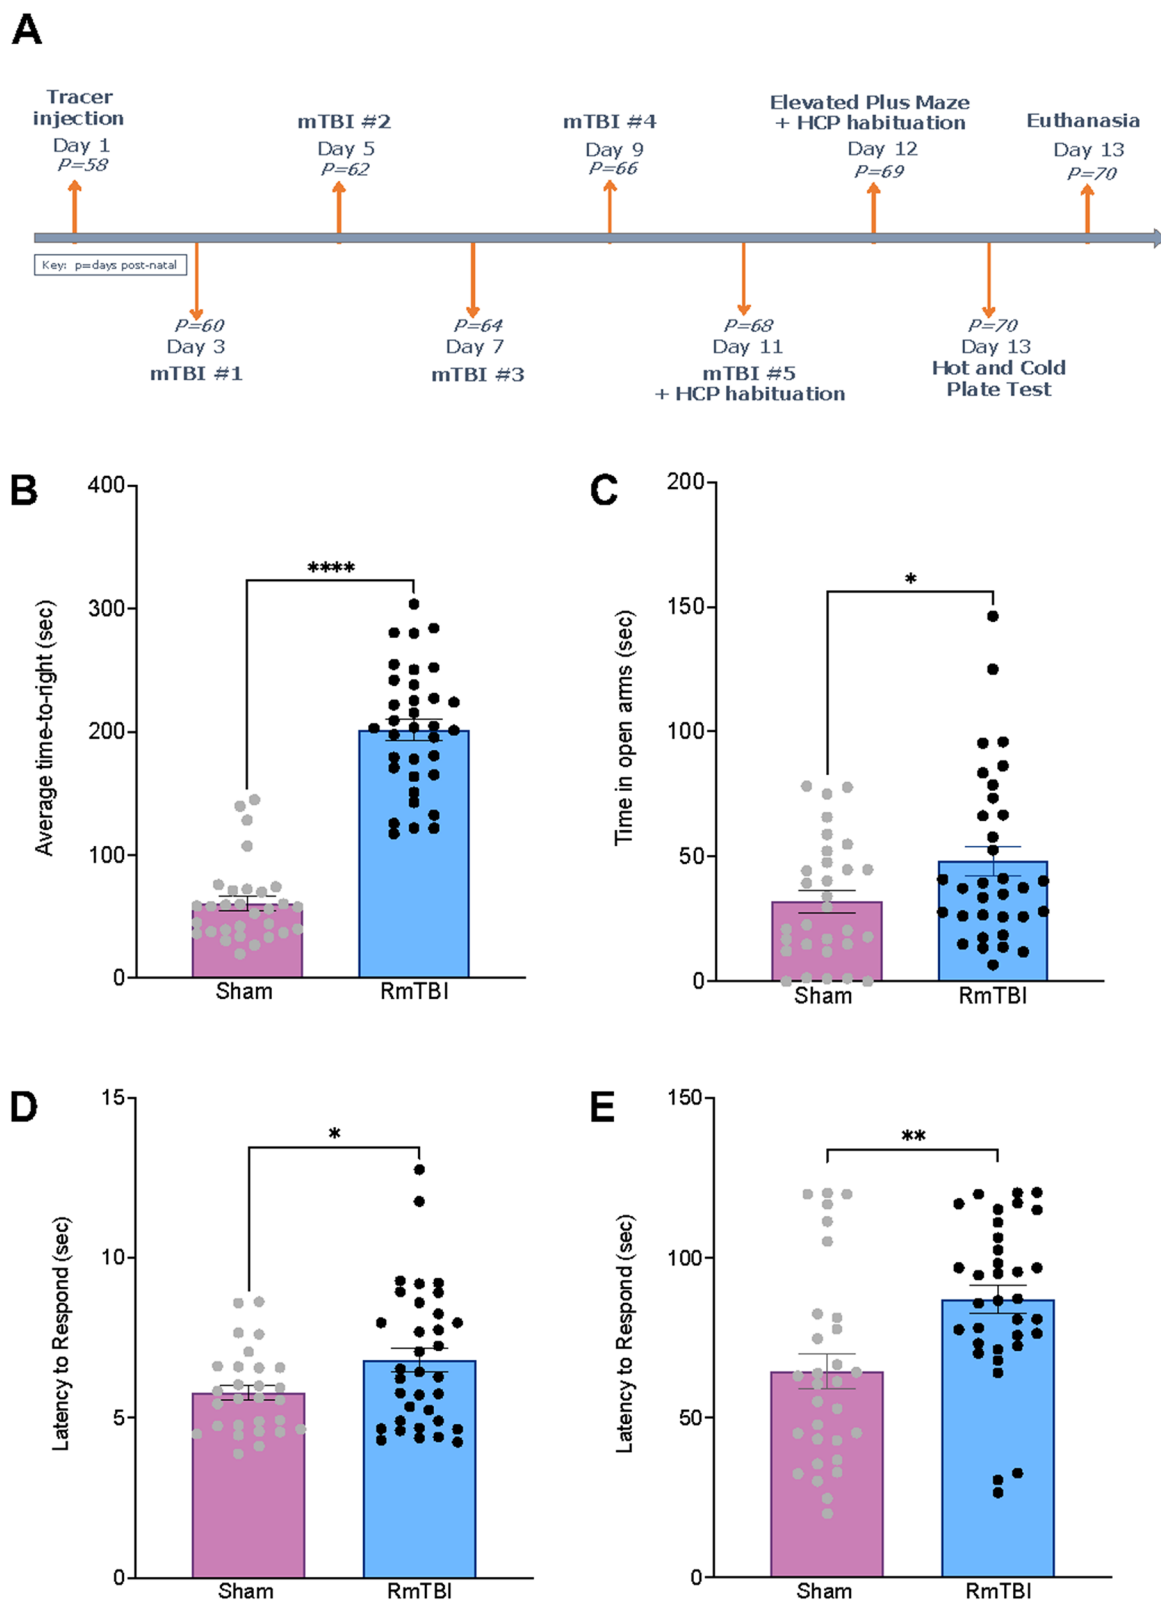 A
Tracer
injection
Day 1
P=58
mTBI #2
Day 5
P=62
mTBI #4
Day 9
P=66
Elevated Plus Maze
+ HCP habituation
Day 12
P=69
Euthanasia
Day 13
P=70
Key: p=days post-natal
P=60
Day 3
mTBI #1
P=64
Day 7
mTBI #3
P=68
Day 11
mTBI #5
+ HCP habituation
P=70
Day 13
Hot and Cold
Plate Test
B
Average time-to-right (sec)
400
300
200
100
0
****
Sham
RmTBI
C
Time in open arms (sec)
200
150
100
50
0
*
Sham
RmTBI
D
Latency to Respond (sec)
15
10
5
0
*
Sham
RmTBI
E
Latency to Respond (sec)
150
100
50
0
**
Sham
RmTBI